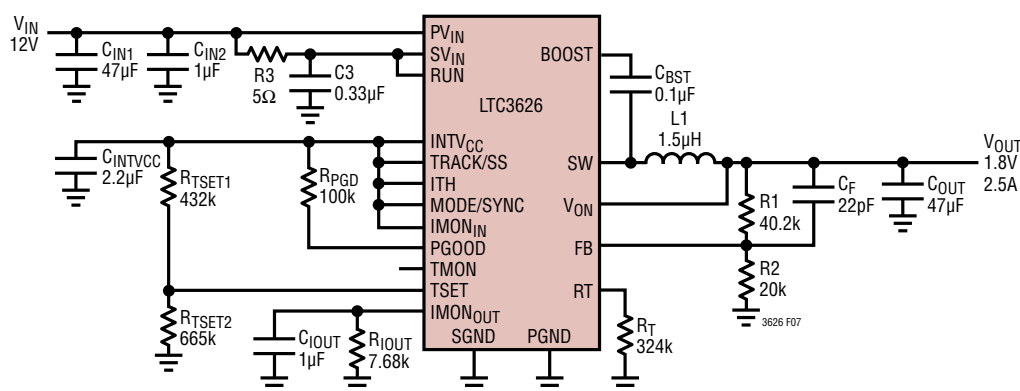 VIN
12V
CIN1
47µF
CIN2
1µF
R3
5Ω
C3
0.33µF
PVIN
SVIN
RUN
BOOST
CBST
0.1µF
LTC3626
L1
1.5µH
CINTVCC
2.2µF
RTSET1
432k
RPGD
100k
INTVCC
TRACK/SS
ITH
MODE/SYNC
IMONIN
PGOOD
TMON
TSET
IMONOUT
SW
VON
FB
RT
VOUT
1.8V
2.5A
R1
40.2k
CF
22pF
COUT
47µF
R2
20k
3626 F07
RTSET2
665k
CIOUT
1µF
RIOUT
7.68k
SGND
PGND
RT
324k